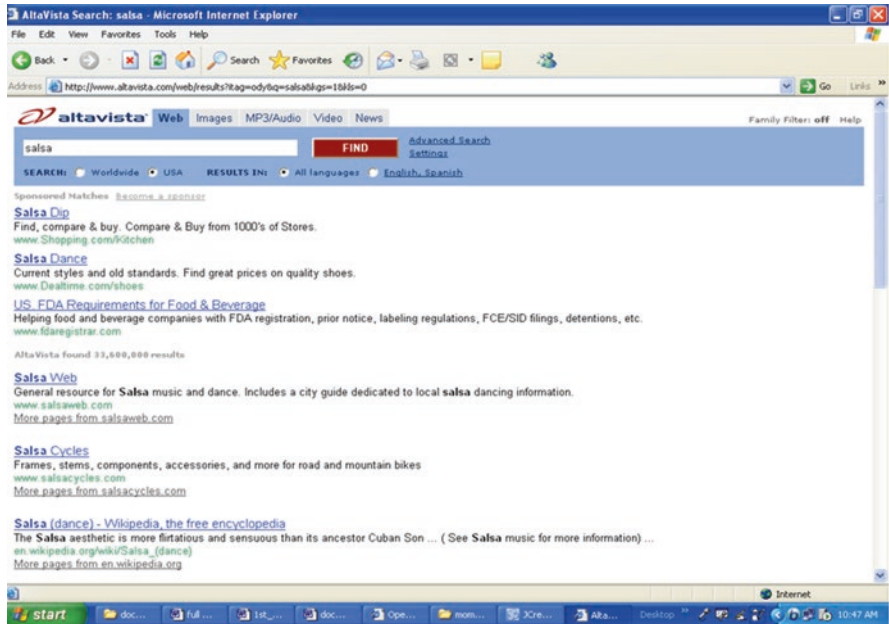 AltaVista Search: salsa - Microsoft Internet Explorer
File Edit View Favorites Tools Help
Back Search Favorites
Address http://www.altavista.com/web/results?itag=ody&q=salsa&kgs=1&kls=0 Go Links »
altavista Web Images MP3/Audio Video News Family Filter: off Help
salsa FIND Advanced Search
Settings
SEARCH: Worldwide USA RESULTS IN: All languages English, Spanish
Sponsored Matches Become a sponsor
Salsa Dip
Find, compare & buy. Compare & Buy from 1000's of Stores.
www.Shopping.com/Kitchen
Salsa Dance
Current styles and old standards. Find great prices on quality shoes.
www.Dealtime.com/shoes
US. FDA Requirements for Food & Beverage
Helping food and beverage companies with FDA registration, prior notice, labeling regulations, FCE/SID filings, detentions, etc.
www.fdaregistrar.com
AltaVista found 33,600,000 results
Salsa Web
General resource for Salsa music and dance. Includes a city guide dedicated to local salsa dancing information.
www.salsaweb.com
More pages from salsaweb.com
Salsa Cycles
Frames, stems, components, accessories, and more for road and mountain bikes
www.salsacycles.com
More pages from salsacycles.com
Salsa (dance) - Wikipedia, the free encyclopedia
The Salsa aesthetic is more flirtatious and sensuous than its ancestor Cuban Son ... ( See Salsa music for more information) ...
en.wikipedia.org/wiki/Salsa_(dance)
More pages from en.wikipedia.org
Internet
start doc... full ... 1st_... doc... Ope... mom... JCre... Alta... Desktop » 10:47 AM